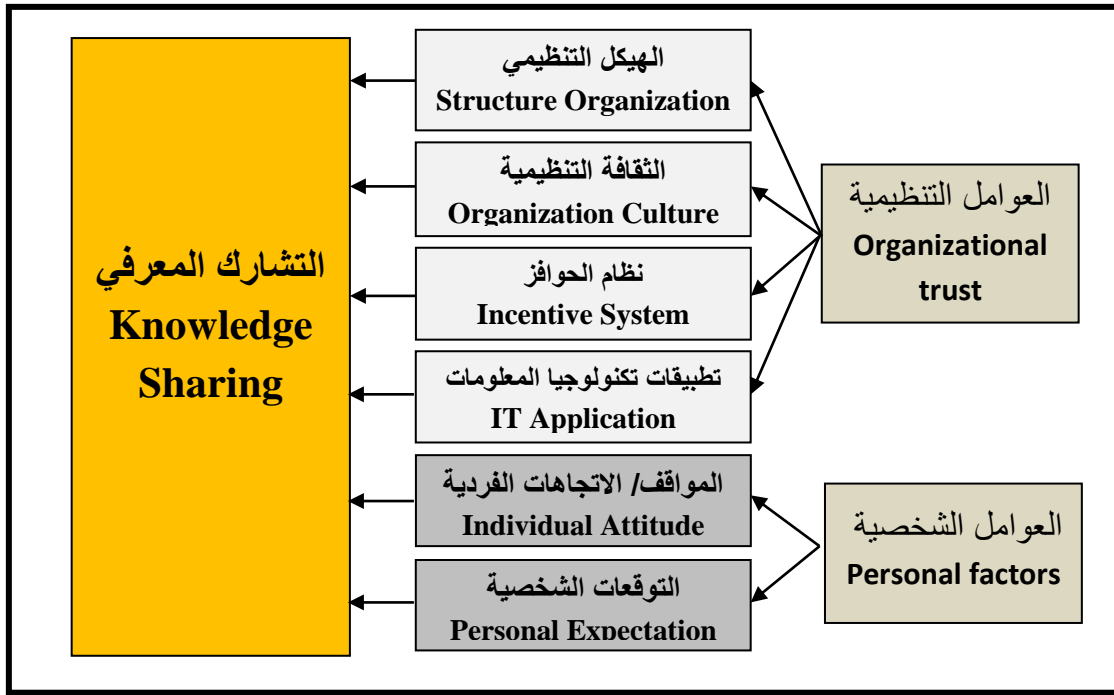 الهيكل التنظيمي
Structure Organization
الثقافة التنظيمية
Organization Culture
نظام الحوافز
Incentive System
تطبيقات تكنولوجيا المعلومات
IT Application
المواقف/ الاتجاهات الفردية
Individual Attitude
التوقعات الشخصية
Personal Expectation
العوامل التنظيمية
Organizational
trust
العوامل الشخصية
Personal factors
التشارك المعرفي
Knowledge
Sharing